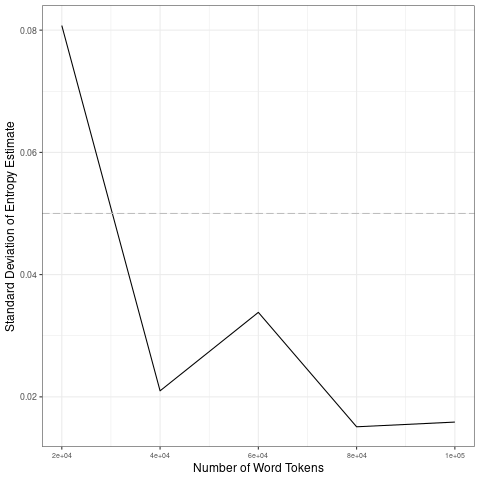 0.08
0.06
0.04
0.02
Standard Deviation of Entropy Estimate
2e+04 4e+04 6e+04 8e+04 1e+05
Number of Word Tokens